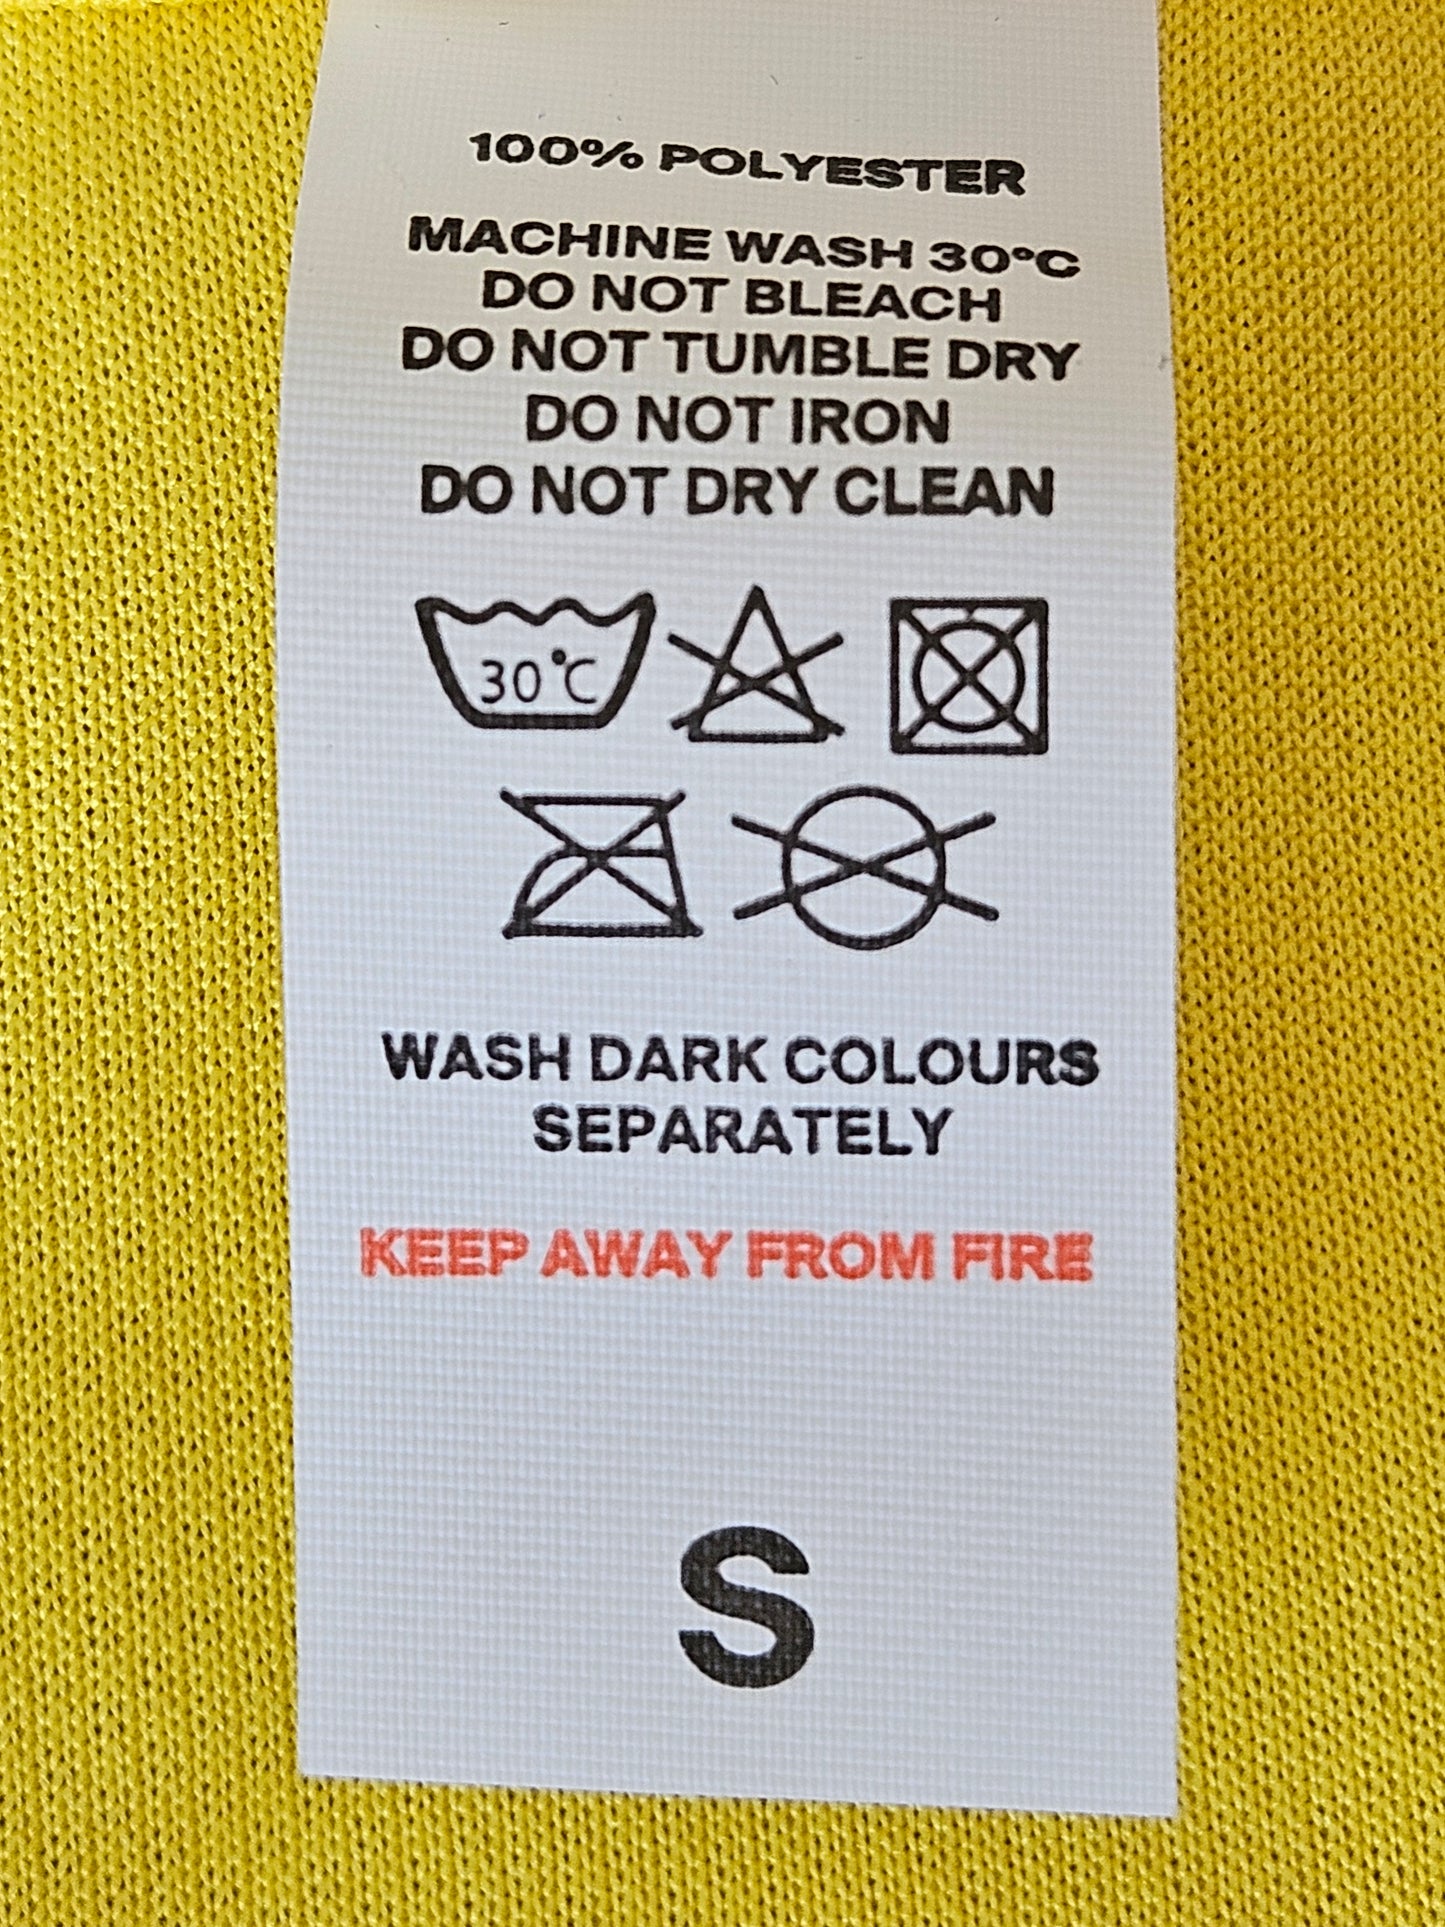 100% POLYESTER
MACHINE WASH 30°C
DO NOT BLEACH
DO NOT TUMBLE DRY
DO NOT IRON
DO NOT DRY CLEAN
30°C
WASH DARK COLOURS
SEPARATELY
KEEP AWAY FROM FIRE
S